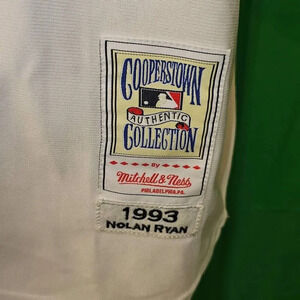 COOPERSTOWN
AUTHENTIC
COLLECTION
BY
Mitchell & Ness
PHILADELPHIA, PA.
1993
NOLAN RYAN